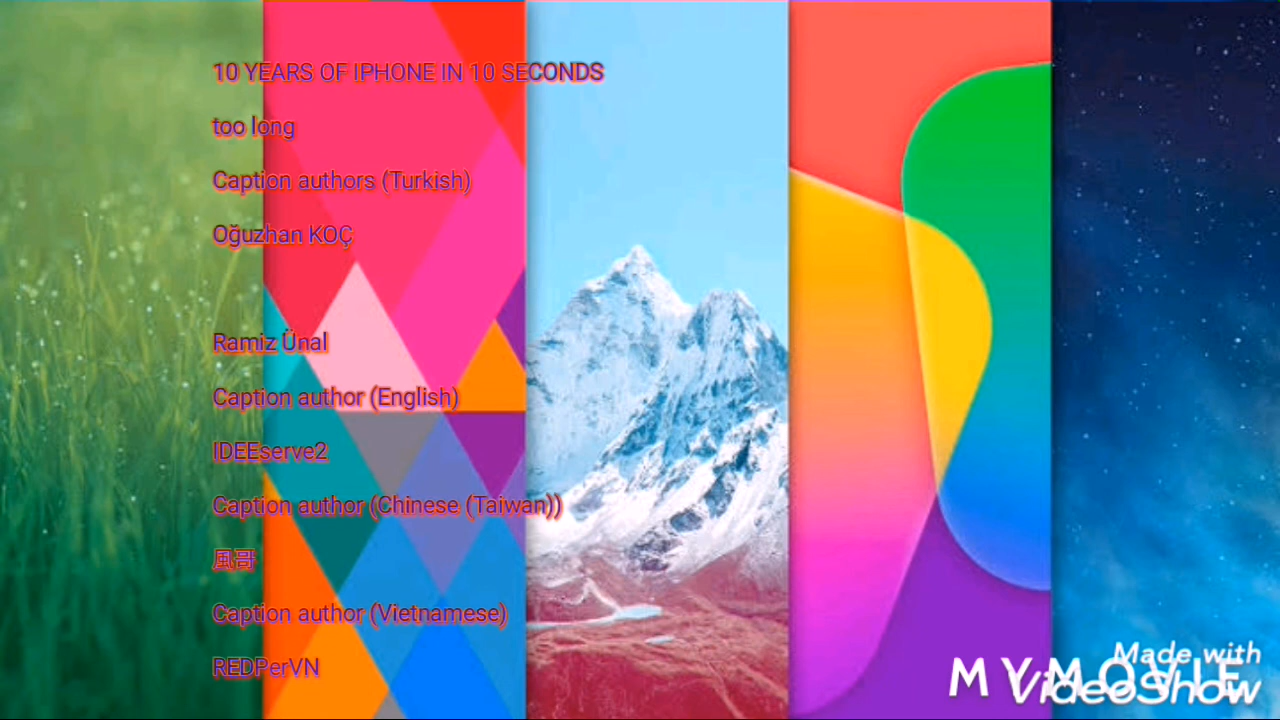 10 YEARS OF IPHONE IN 10 SECONDS
too long
Caption authors (Turkish)
Oğuzhan KOÇ
Ramiz Ünal
Caption author (English)
IDEEserve2
Caption author (Chinese (Taiwan))
風哥
Caption author (Vietnamese)
REDPerVN
Made with
MYMOVIE
VideoShow